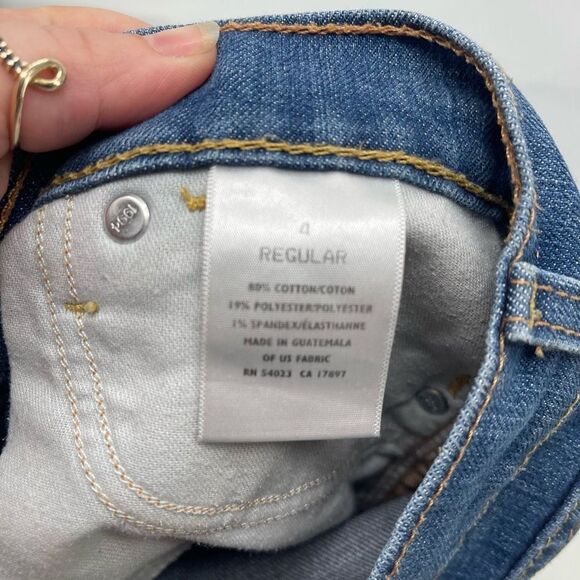 1994
4
REGULAR
80% COTTON/COTON
19% POLYESTER/POLYESTER
1% SPANDEX/ÉLASTHANNE
MADE IN GUATEMALA
OF US FABRIC
RN 54023 CA 17897